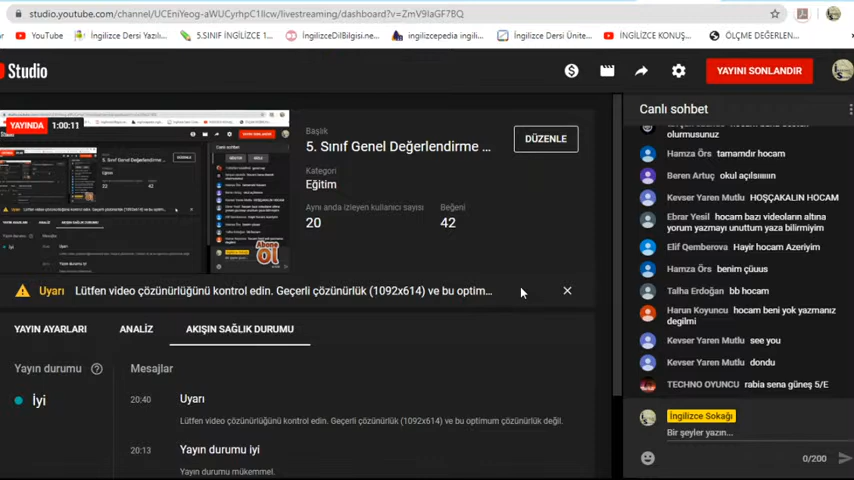 youtube.com/channel/UCEniYeog-aWUCyrhpC1Ilcw/livestreaming/dashboard?v=ZmV9IaGF7BQ
YouTube
İngilizce Dersi Yazılı...
5.SINIF İNGİLİZCE 1...
İngilizceDilBilgisi.ne...
ingilizcepedia ingili...
İngilizce Dersi Ünite...
İNGİLİZCE KONUŞ...
ÖLÇME DEĞERLEN...
Studio
YAYINI SONLANDIR
YAYINDA 1:00:11
Başlık
5. Sınıf Genel Değerlendirme ...
DÜZENLE
Kategori
Eğitim
Aynı anda izleyen kullanıcı sayısı
Beğeni
20
42
Abone
Ol
Uyarı Lütfen video çözünürlüğünü kontrol edin. Geçerli çözünürlük (1092x614) ve bu optim...
YAYIN AYARLARI
ANALİZ
AKIŞIN SAĞLIK DURUMU
Yayın durumu
Mesajlar
İyi
20:40 Uyarı
Lütfen video çözünürlüğünü kontrol edin. Geçerli çözünürlük (1092x614) ve bu optimum çözünürlük değil.
20:13 Yayın durumu iyi
Yayın durumu mükemmel.
Canlı sohbet
olurmusunuz
Hamza Örs tamamdır hocam
Beren Artuç okul açılsıııııın
Kevser Yaren Mutlu HOŞÇAKALIN HOCAM
Ebrar Yesil hocam bazı videoların altına
yorum yazmayı unuttum yaza bilirmiyim
Elif Qemberova Hayir hocam Azeriyim
Hamza Örs benim çüuus
Talha Erdoğan bb hocam
Harun Koyuncu hocam beni yok yazmanız
degilmi
Kevser Yaren Mutlu see you
Kevser Yaren Mutlu dondu
TECHNO OYUNCU rabia sena güneş 5/E
İngilizce Sokağı
Bir şeyler yazın...
0/200